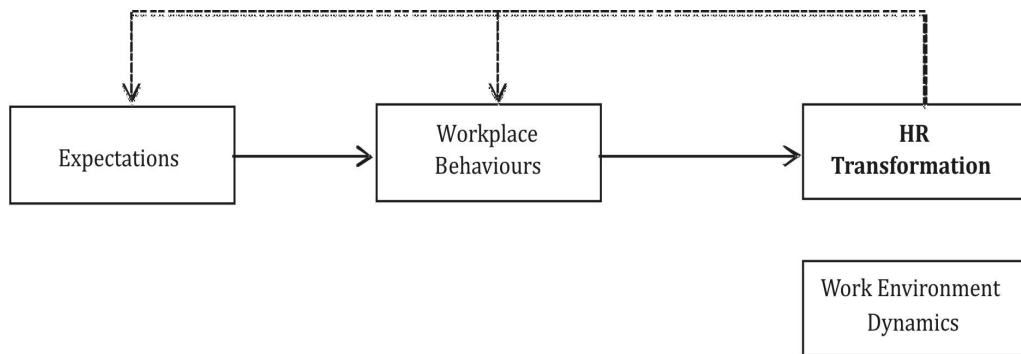 Expectations
Workplace
Behaviours
HR
Transformation
Work Environment
Dynamics